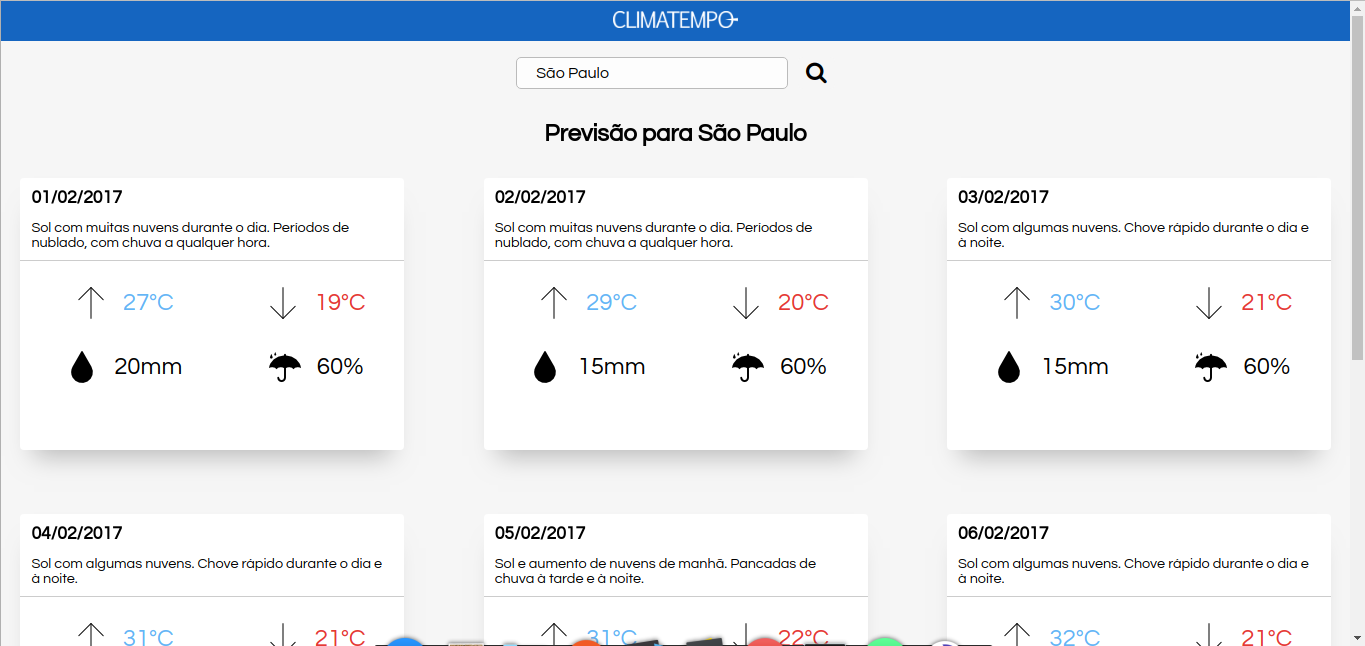 CLIMATEMPO
São Paulo
Previsão para São Paulo
01/02/2017
Sol com muitas nuvens durante o dia. Períodos de
nublado, com chuva a qualquer hora.
27°C
19°C
20mm
60%
02/02/2017
Sol com muitas nuvens durante o dia. Períodos de
nublado, com chuva a qualquer hora.
29°C
20°C
15mm
60%
03/02/2017
Sol com algumas nuvens. Chove rápido durante o dia e
à noite.
30°C
21°C
15mm
60%
04/02/2017
Sol com algumas nuvens. Chove rápido durante o dia e
à noite.
31°C
21°C
05/02/2017
Sol e aumento de nuvens de manhã. Pancadas de
chuva à tarde e à noite.
31°C
22°C
06/02/2017
Sol com algumas nuvens. Chove rápido durante o dia e
à noite.
32°C
21°C